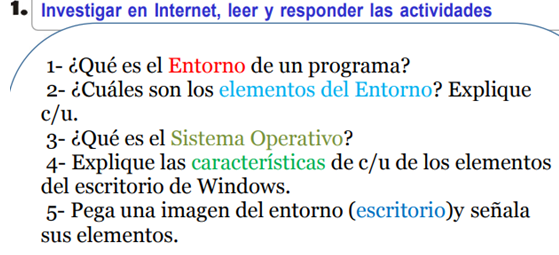 1. Investigar en Internet, leer y responder las actividades
1- ¿Qué es el Entorno de un programa?
2- ¿Cuáles son los elementos del Entorno? Explique
c/u.
3- ¿Qué es el Sistema Operativo?
4- Explique las características de c/u de los elementos
del escritorio de Windows.
5- Pega una imagen del entorno (escritorio)y señala
sus elementos.